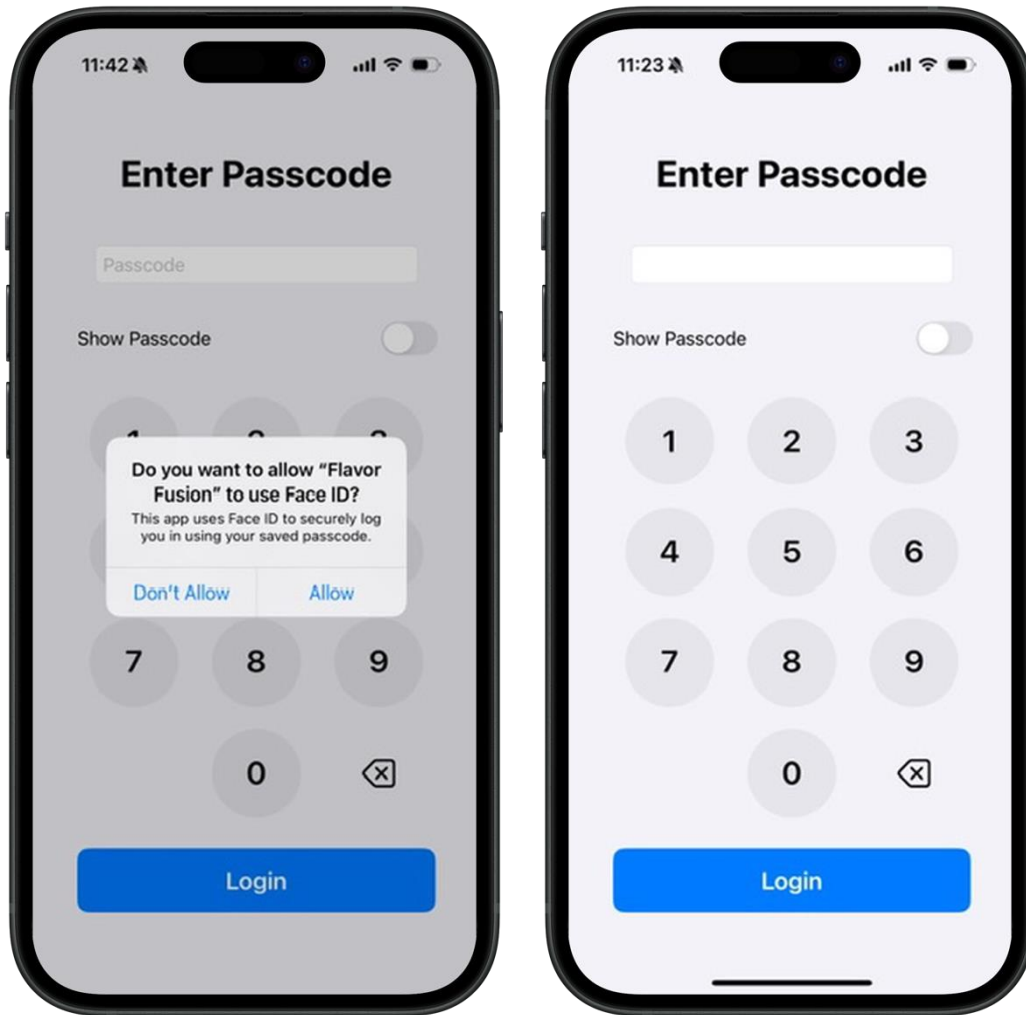 11:42
Enter Passcode
Passcode
Show Passcode
1 2 3
Do you want to allow “Flavor
Fusion” to use Face ID?
This app uses Face ID to securely log
you in using your saved passcode.
Don't Allow Allow
7 8 9
0
Login
11:23
Enter Passcode
Show Passcode
1 2 3
4 5 6
7 8 9
0
Login